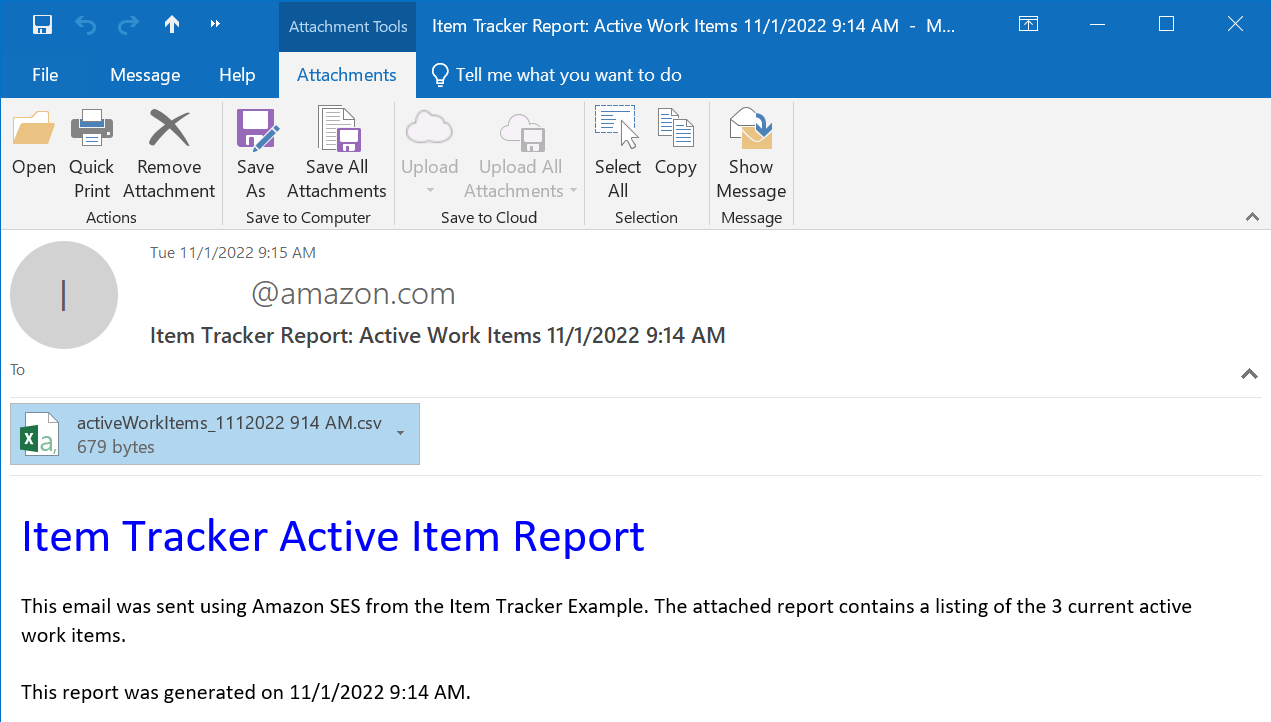 Attachment Tools
Item Tracker Report: Active Work Items 11/1/2022 9:14 AM - M...
File Message Help Attachments Tell me what you want to do
Open
Quick Print
Remove Attachment
Actions
Save As
Save All Attachments
Save to Computer
Upload
Upload All Attachments
Save to Cloud
Select All
Copy
Selection
Show Message
Message
Tue 11/1/2022 9:15 AM
I
@amazon.com
Item Tracker Report: Active Work Items 11/1/2022 9:14 AM
To
activeWorkItems_1112022 914 AM.csv
679 bytes
Item Tracker Active Item Report
This email was sent using Amazon SES from the Item Tracker Example. The attached report contains a listing of the 3 current active
work items.
This report was generated on 11/1/2022 9:14 AM.